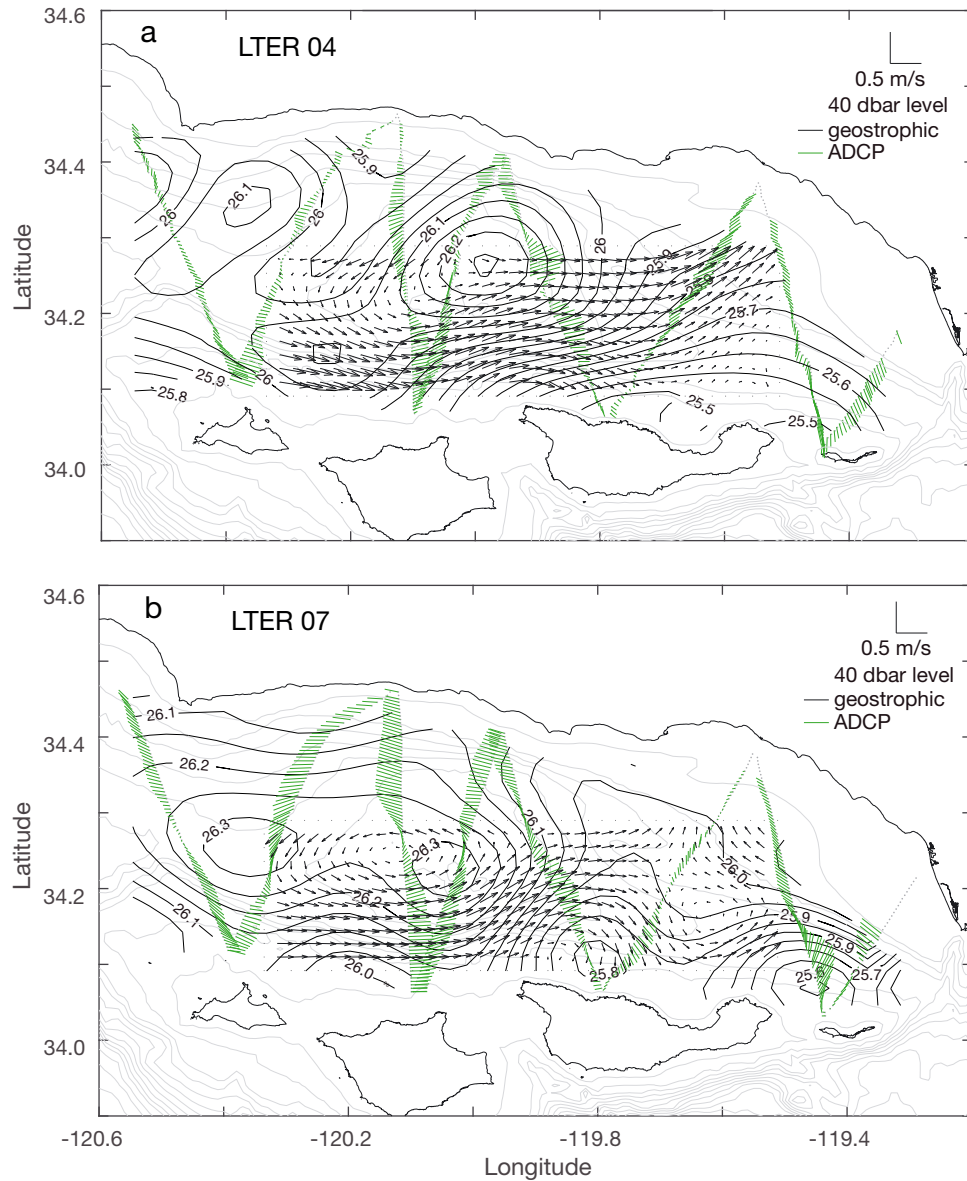 34.6
a
LTER 04
0.5 m/s
40 dbar level
geostrophic
ADCP
34.4
25.9
26.1
26
26
26.1
26.2
26
25.9
25.9
Latitude
34.2
25.7
25.9
26
25.8
25.6
25.5
25.5
34.0
34.6
b
LTER 07
0.5 m/s
40 dbar level
geostrophic
ADCP
26.1
34.4
26.2
26.3
26.1
26.3
Latitude
26.0
34.2
26.2
26.1
25.9
25.9
26.0
25.8
25.7
34.0
-120.6
-120.2
-119.8
-119.4
Longitude